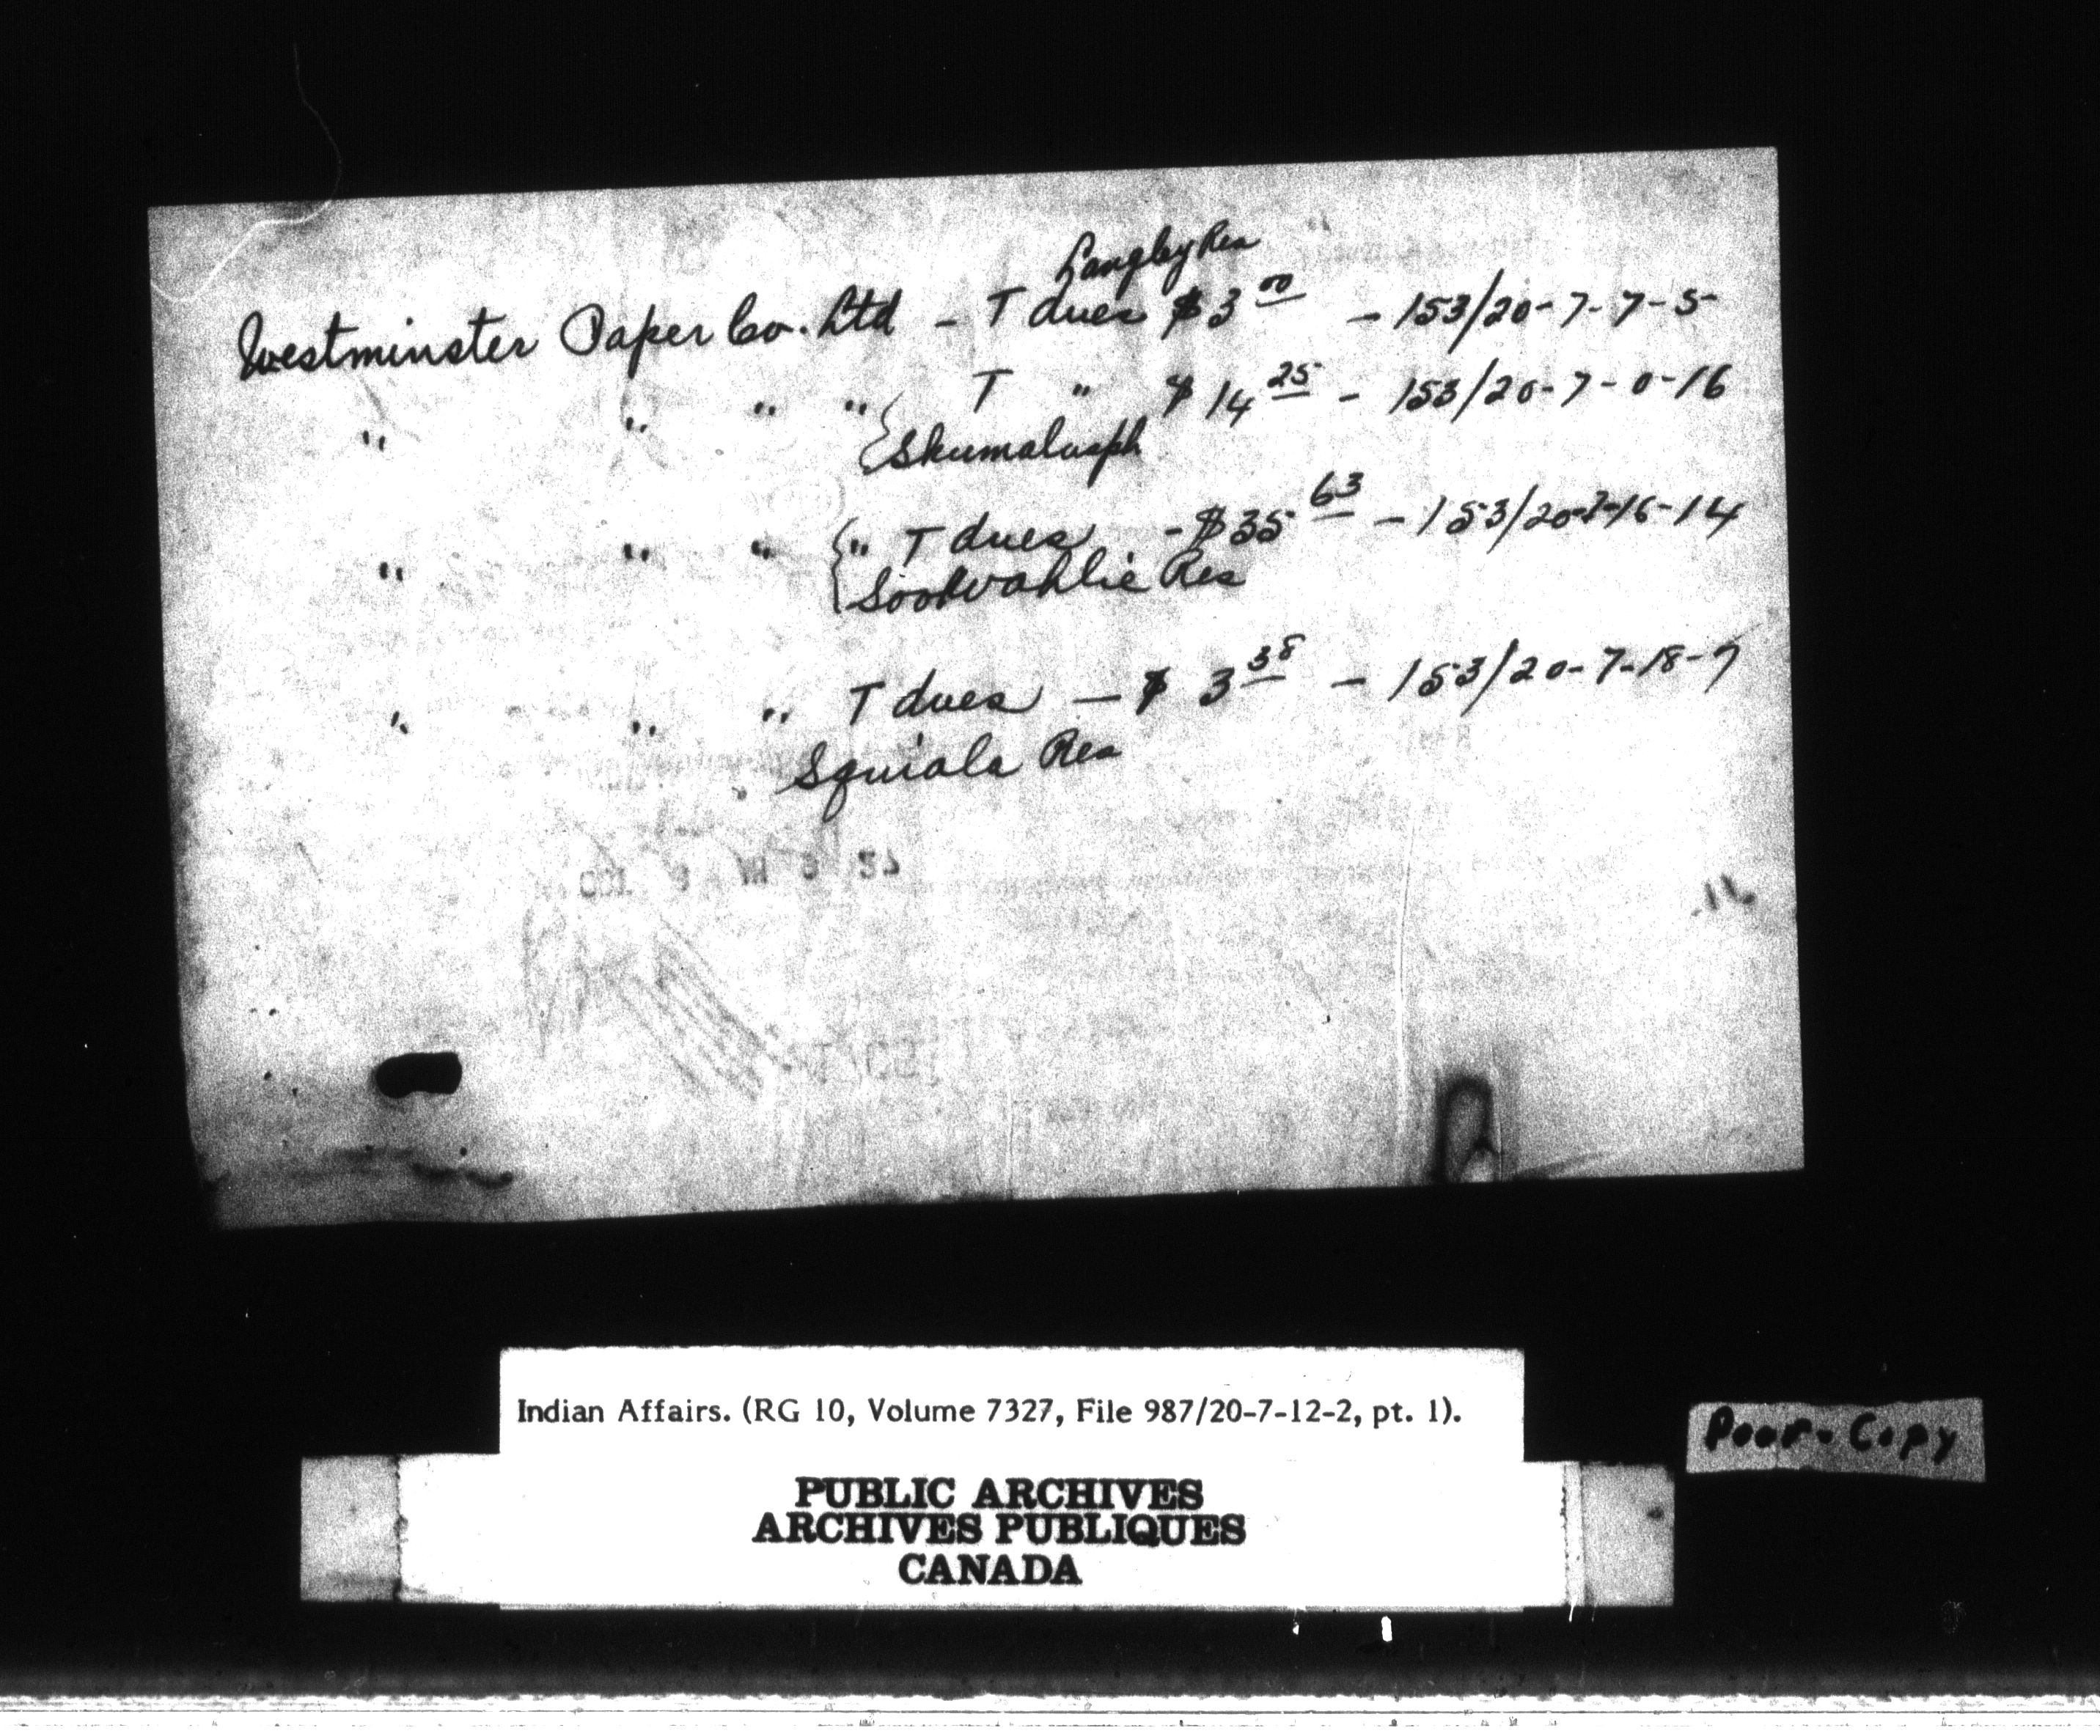 Langley Res
Westminster Paper Co. Ltd - T dues $3 00 - 153/20-7-7-5
" " " " T " $14 25 - 153/20-7-0-16
Skumalasph
" " " " T dues - $35 63 - 153/20-7-16-14
Sookwahlie Res
" " " T dues - $3 38 - 153/20-7-18-7
Squiala Res
Indian Affairs. (RG 10, Volume 7327, File 987/20-7-12-2, pt. 1).
Poor-Copy
PUBLIC ARCHIVES
ARCHIVES PUBLIQUES
CANADA